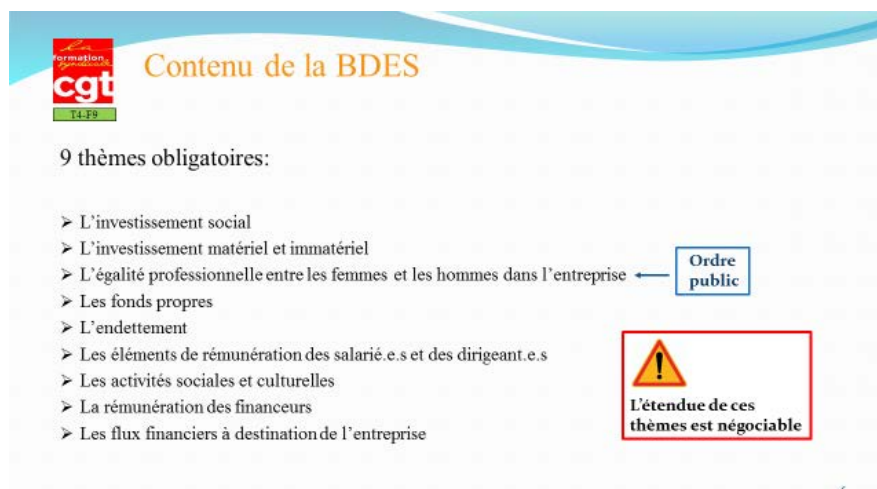 la
formation
syndicale
cgt
T4-F9
Contenu de la BDES
9 thèmes obligatoires:
➢ L’investissement social
➢ L’investissement matériel et immatériel
➢ L’égalité professionnelle entre les femmes et les hommes dans l’entreprise
Ordre
public
➢ Les fonds propres
➢ L’endettement
➢ Les éléments de rémunération des salarié.e.s et des dirigeant.e.s
➢ Les activités sociales et culturelles
➢ La rémunération des financeurs
➢ Les flux financiers à destination de l’entreprise
!
L’étendue de ces
thèmes est négociable